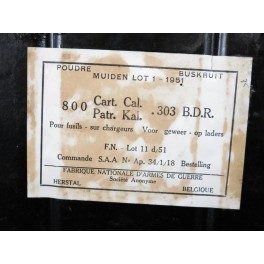 POUDRE BUSKRUIT
MUIDEN LOT 1 - 1951
800 Cart. Cal. .303 B.D.R.
Patr. Kal.
Pour fusils - sur chargeurs Voor geweer - op laders
F.N. - Lot 11 d/51
Commande S.A.A Nº Ap. 34/1/18 Bestelling
FABRIQUE NATIONALE D'ARMES DE GUERRE
Société Anonyme
HERSTAL BELGIQUE